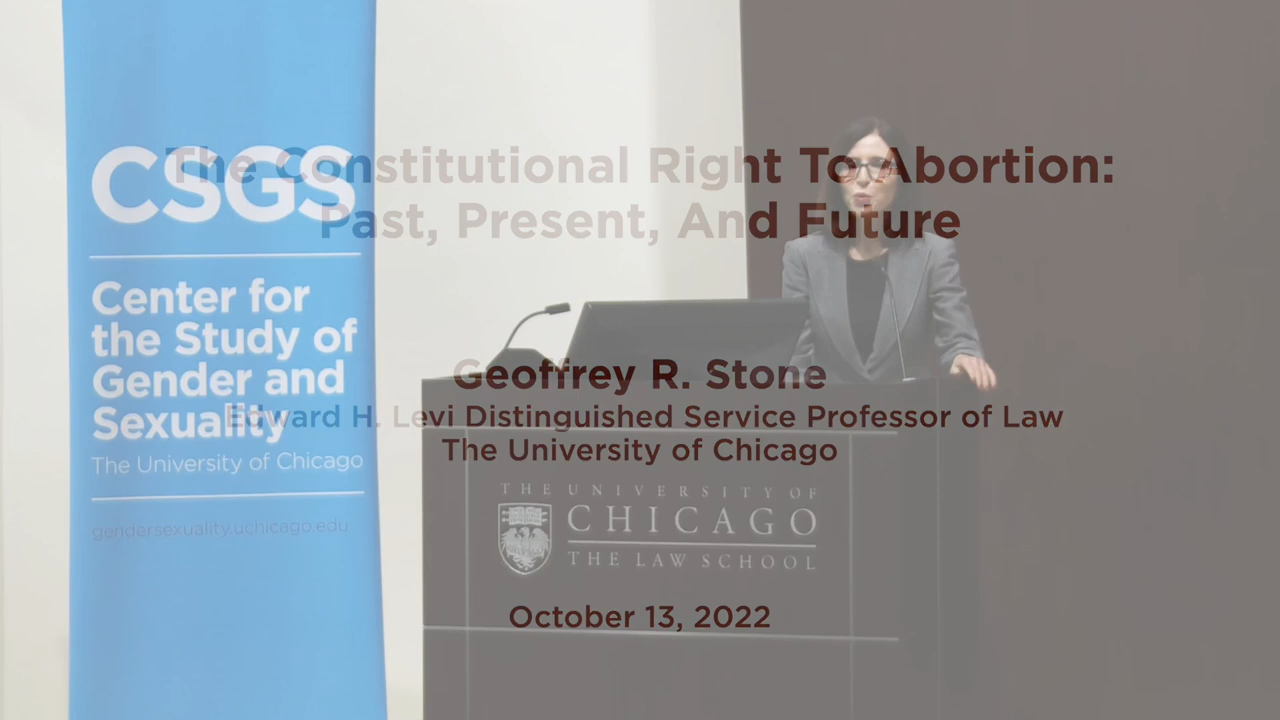 The Constitutional Right To Abortion:
Past, Present, And Future
Geoffrey R. Stone
Edward H. Levi Distinguished Service Professor of Law
The University of Chicago
October 13, 2022
CSGS
Center for
the Study of
Gender and
Sexuality
The University of Chicago
gendersexuality.uchicago.edu
THE UNIVERSITY OF
CHICAGO
THE LAW SCHOOL